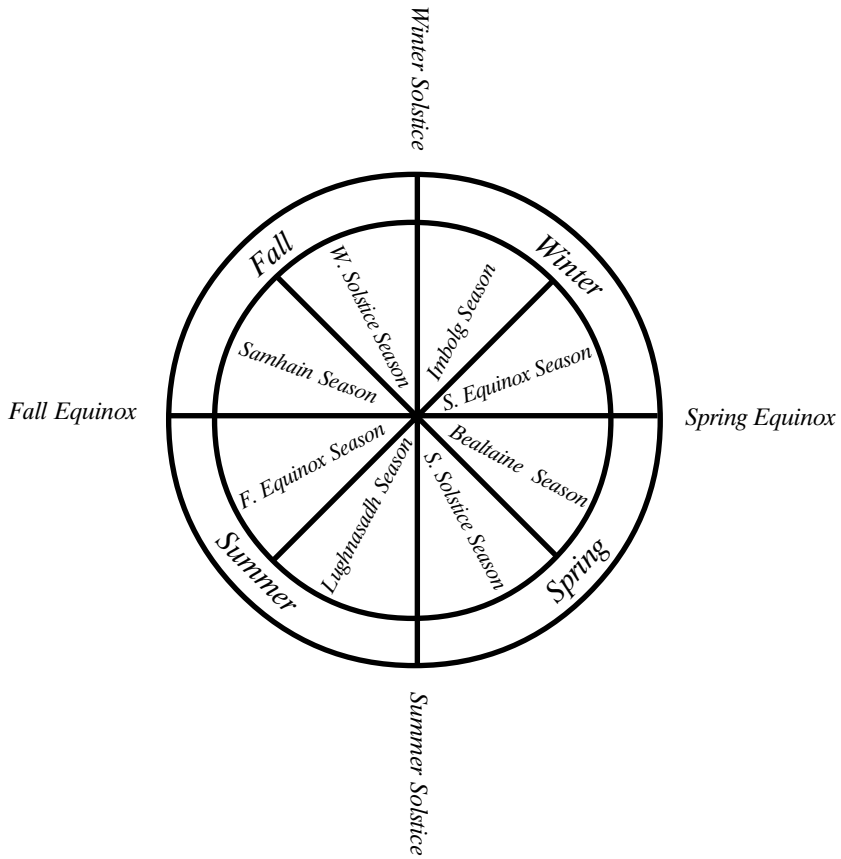 Winter Solstice
Fall
Winter
W. Solstice Season
Imbolg Season
Samhain Season
S. Equinox Season
Fall Equinox
Spring Equinox
F. Equinox Season
Bealtaine Season
Lughnasadh Season
S. Solstice Season
Summer
Spring
Summer Solstice